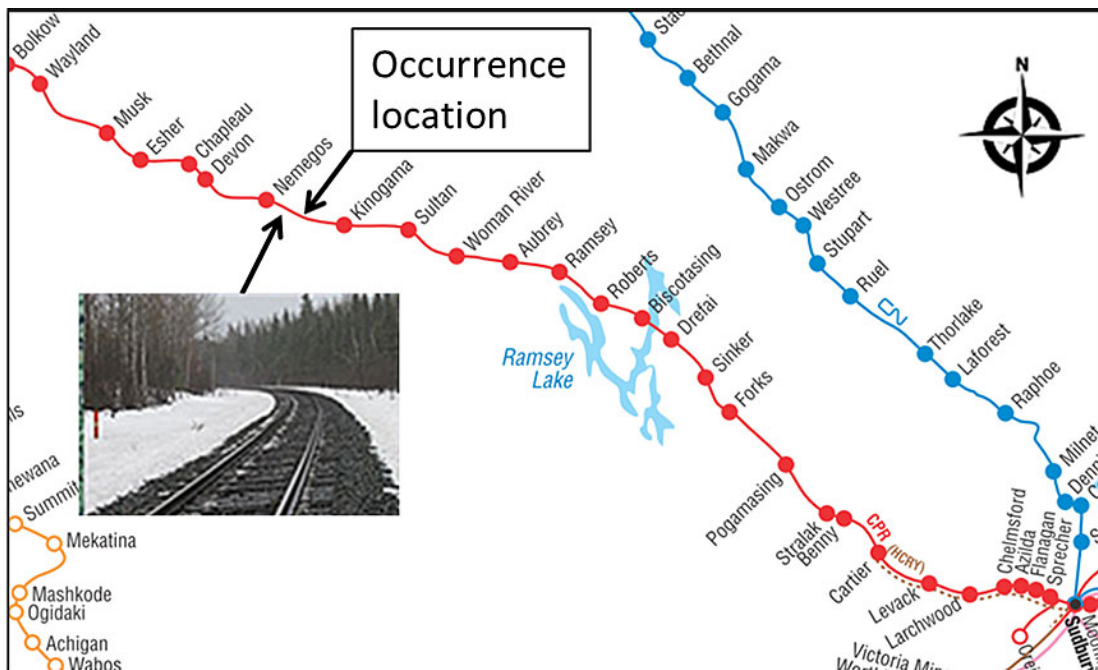 Bolkow
Wayland
Musk
Esher
Chapleau
Devon
Nemegos
Occurrence
location
Kinogama
Sultan
Woman River
Aubrey
Ramsey
Roberts
Biscotasing
Drefai
Sinker
Forks
Pogamasing
Stralak
Benny
CPR
(HCRY)
Cartier
Levack
Larchwood
Chelmsford
Azilda
Flanagan
Sprecher
Ramsey
Lake
Bethnal
Gogama
Makwa
Ostrom
Westree
Stupart
Ruel
CN
Thorlake
Laforest
Raphoe
Milnet
N
Mekatina
Mashkode
Ogidaki
Achigan
Wabos